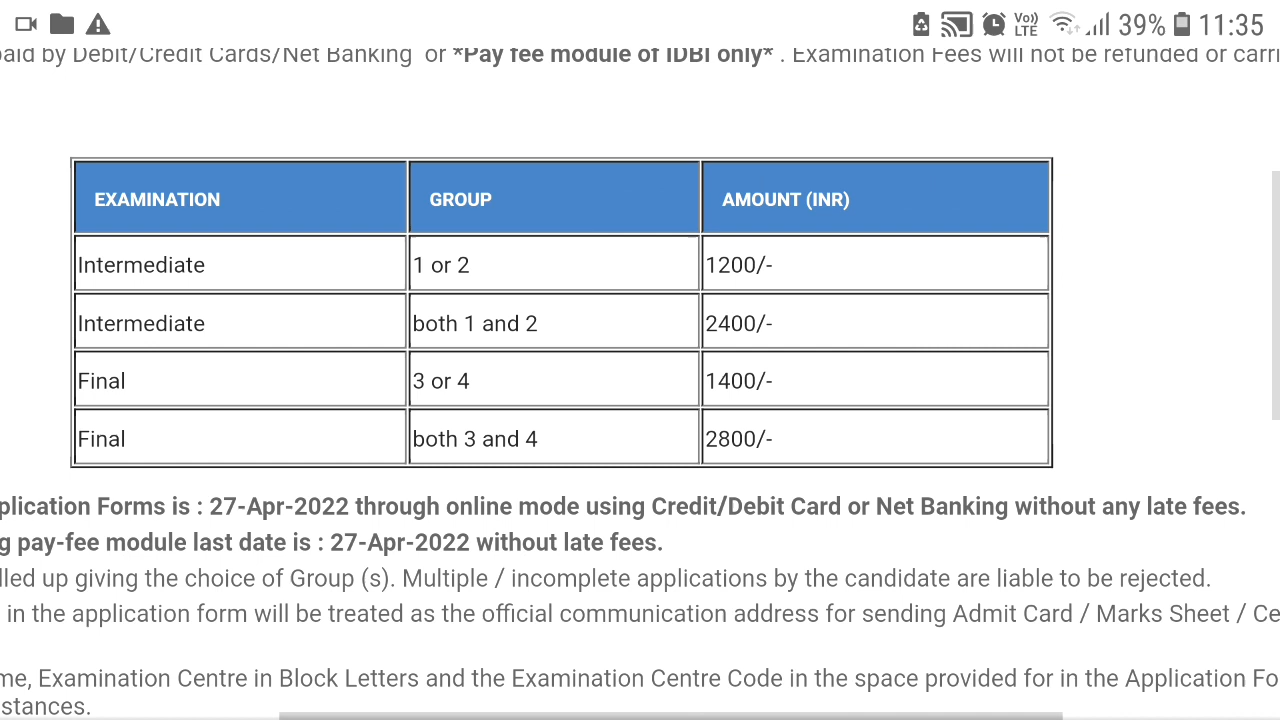 Vo)) LTE 39% 11:35
paid by Debit/Credit Cards/Net Banking or *Pay fee module of IDBI only* . Examination Fees will not be refunded or carri
EXAMINATION GROUP AMOUNT (INR)
Intermediate 1 or 2 1200/-
Intermediate both 1 and 2 2400/-
Final 3 or 4 1400/-
Final both 3 and 4 2800/-
plication Forms is : 27-Apr-2022 through online mode using Credit/Debit Card or Net Banking without any late fees.
g pay-fee module last date is : 27-Apr-2022 without late fees.
lled up giving the choice of Group (s). Multiple / incomplete applications by the candidate are liable to be rejected.
in the application form will be treated as the official communication address for sending Admit Card / Marks Sheet / Ce
me, Examination Centre in Block Letters and the Examination Centre Code in the space provided for in the Application Fo
stances.